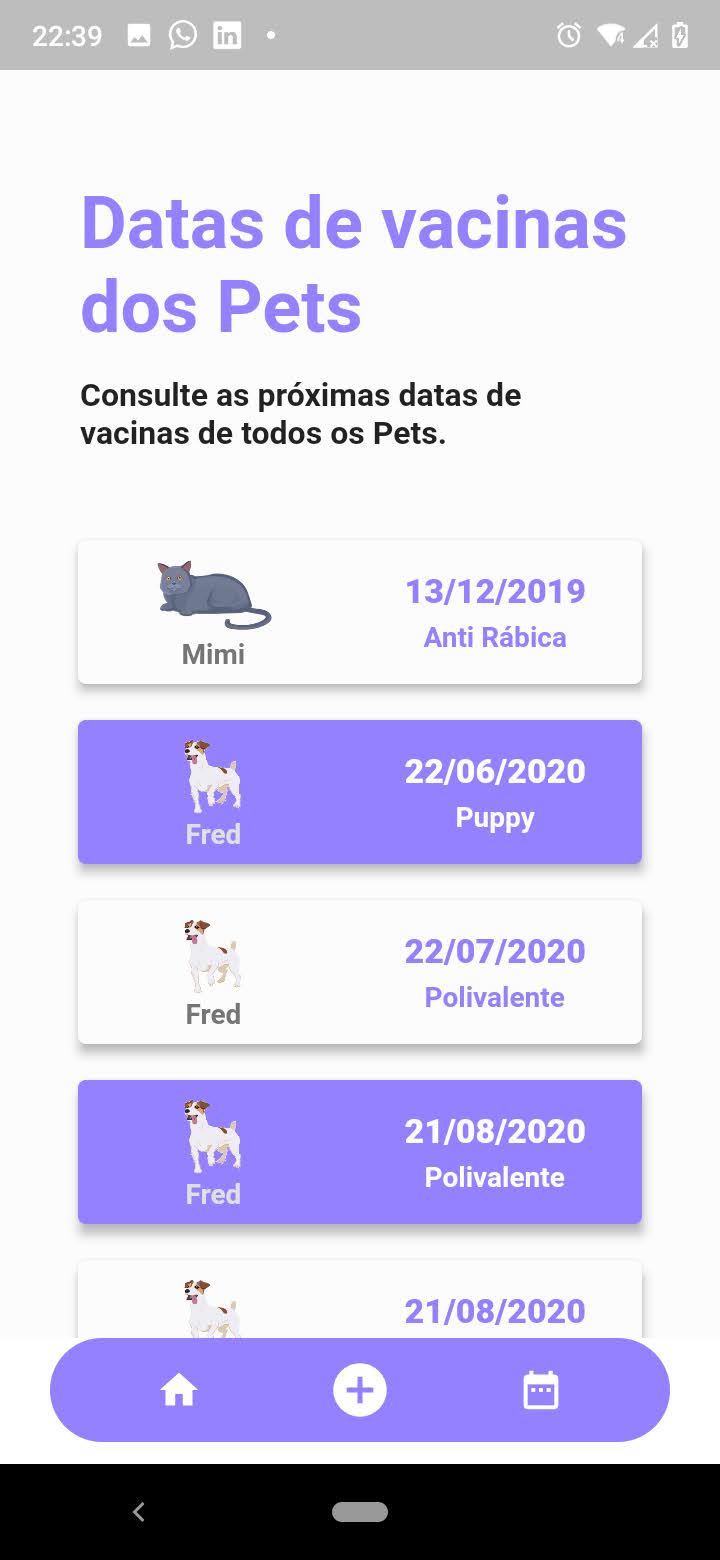 22:39
Datas de vacinas
dos Pets
Consulte as próximas datas de
vacinas de todos os Pets.
13/12/2019
Anti Rábica
Mimi
22/06/2020
Puppy
Fred
22/07/2020
Polivalente
Fred
21/08/2020
Polivalente
Fred
21/08/2020